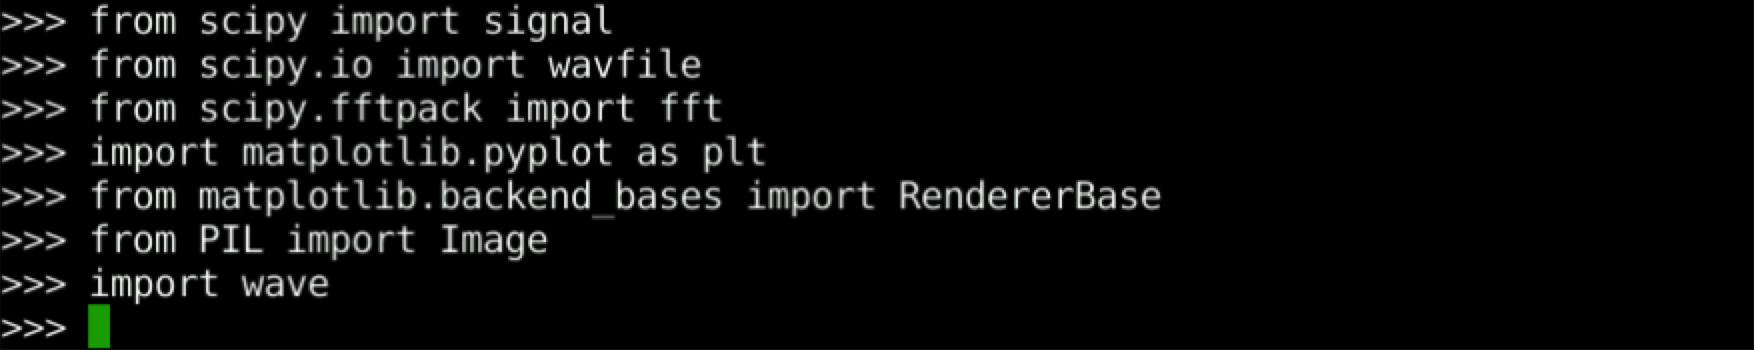 >>> from scipy import signal
>>> from scipy.io import wavfile
>>> from scipy.fftpack import fft
>>> import matplotlib.pyplot as plt
>>> from matplotlib.backend_bases import RendererBase
>>> from PIL import Image
>>> import wave
>>>